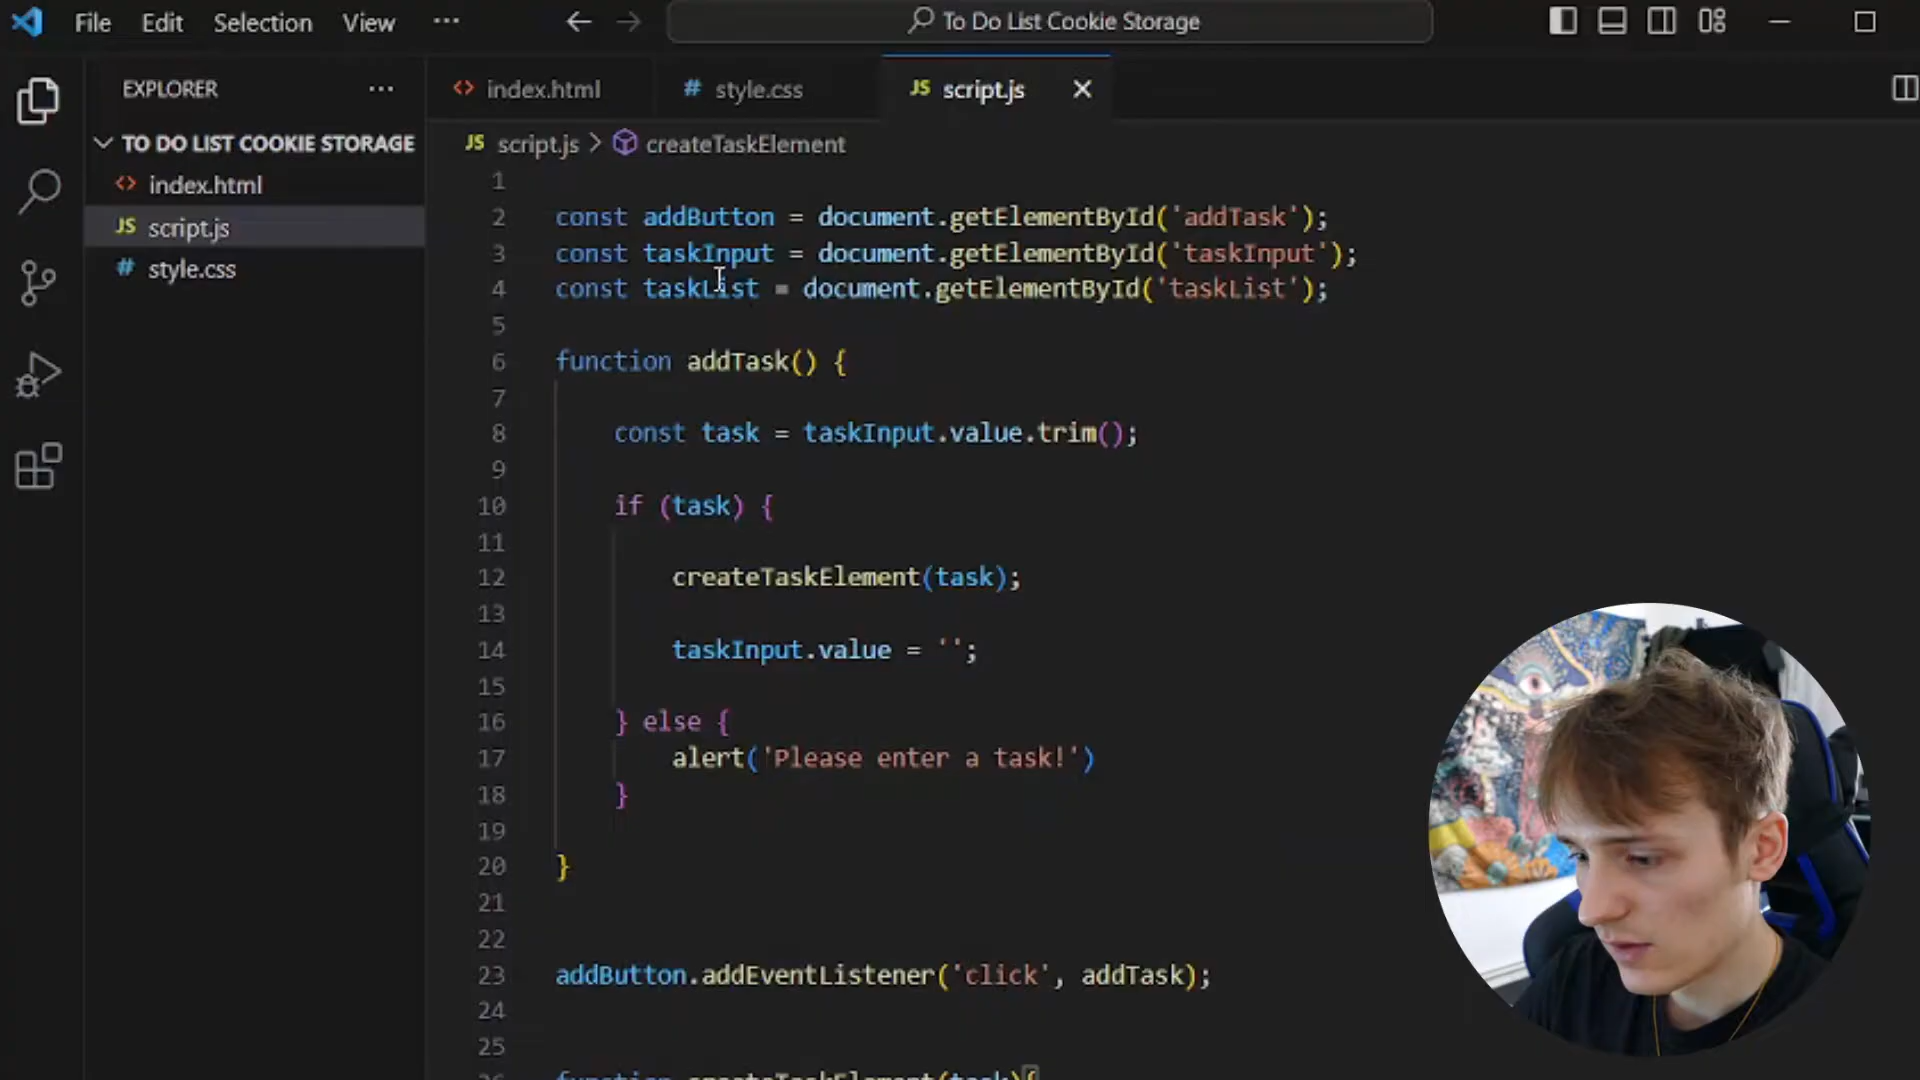 File Edit Selection View ··· To Do List Cookie Storage
EXPLORER ··· index.html style.css JS script.js
TO DO LIST COOKIE STORAGE
index.html
JS script.js
style.css
JS script.js > createTaskElement
1
2 const addButton = document.getElementById('addTask');
3 const taskInput = document.getElementById('taskInput');
4 const taskList = document.getElementById('taskList');
5
6 function addTask() {
7
8 const task = taskInput.value.trim();
9
10 if (task) {
11
12 createTaskElement(task);
13
14 taskInput.value = '';
15
16 } else {
17 alert('Please enter a task!')
18 }
19
20 }
21
22
23 addButton.addEventListener('click', addTask);
24
25
26 function createTaskElement(task){